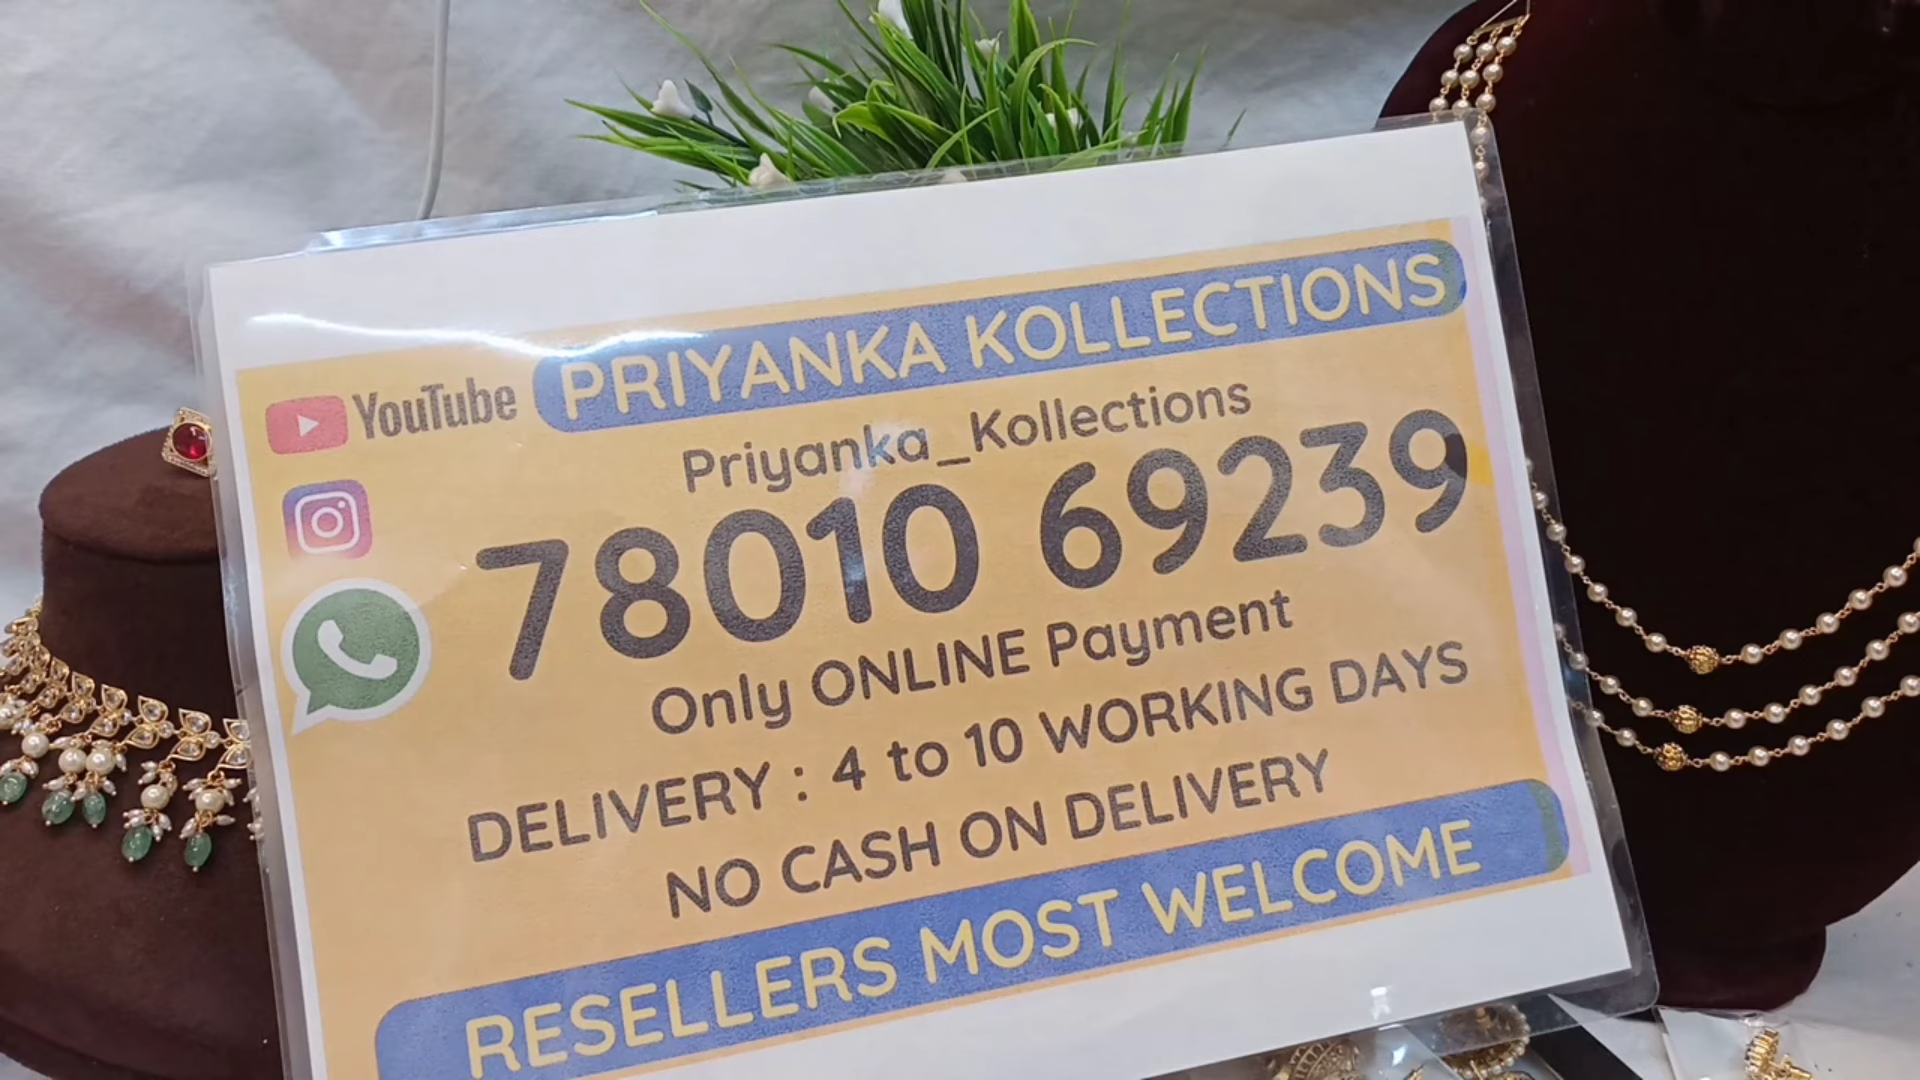 YouTube PRIYANKA KOLLECTIONS
Priyanka_Kollections
78010 69239
Only ONLINE Payment
DELIVERY : 4 to 10 WORKING DAYS
NO CASH ON DELIVERY
RESELLERS MOST WELCOME